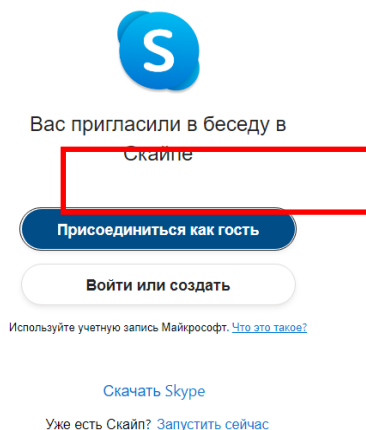 Вас пригласили в беседу в
Скайпе
Присоединиться как гость
Войти или создать
Используйте учетную запись Майкрософт. Что это такое?
Скачать Skype
Уже есть Скайп? Запустить сейчас